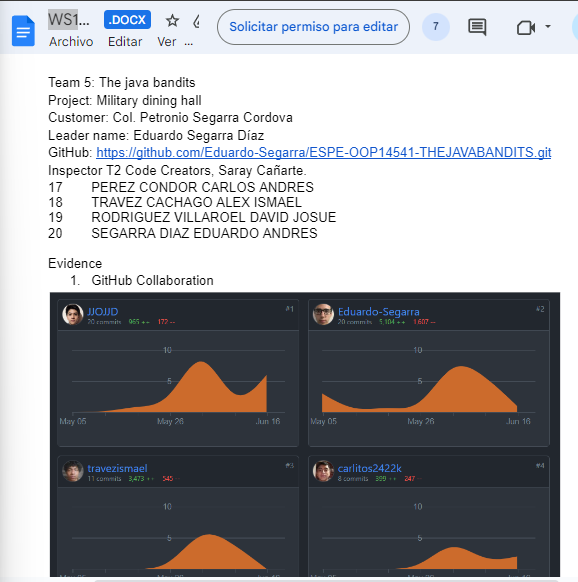 WS1... .DOCX
Solicitar permiso para editar
7
Archivo Editar Ver ...
Team 5: The java bandits
Project: Military dining hall
Customer: Col. Petronio Segarra Cordova
Leader name: Eduardo Segarra Díaz
GitHub: https://github.com/Eduardo-Segarra/ESPE-OOP14541-THEJAVABANDITS.git
Inspector T2 Code Creators, Saray Cañarte.
17 PEREZ CONDOR CARLOS ANDRES
18 TRAVEZ CACHAGO ALEX ISMAEL
19 RODRIGUEZ VILLAROEL DAVID JOSUE
20 SEGARRA DIAZ EDUARDO ANDRES
Evidence
1. GitHub Collaboration
JJOJJD #1
20 commits 965 ++ 172 --
10
5
May 05 May 26 Jun 16
Eduardo-Segarra #2
20 commits 5,104 ++ 1,607 --
10
5
May 05 May 26 Jun 16
travezismael #3
11 commits 3,473 ++ 545 --
10
5
carlitos2422k #4
8 commits 399 ++ 247 --
10
5